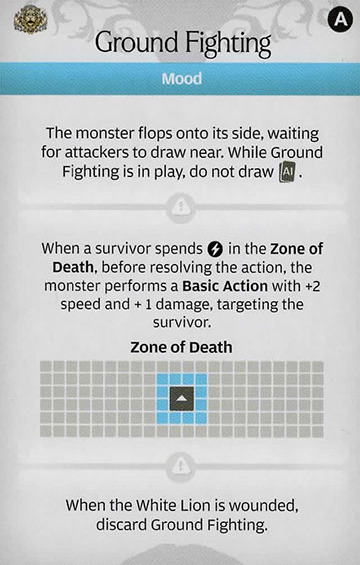 A
Ground Fighting
Mood
The monster flops onto its side, waiting
for attackers to draw near. While Ground
Fighting is in play, do not draw AI .
When a survivor spends in the Zone of
Death, before resolving the action, the
monster performs a Basic Action with +2
speed and + 1 damage, targeting the
survivor.
Zone of Death
When the White Lion is wounded,
discard Ground Fighting.